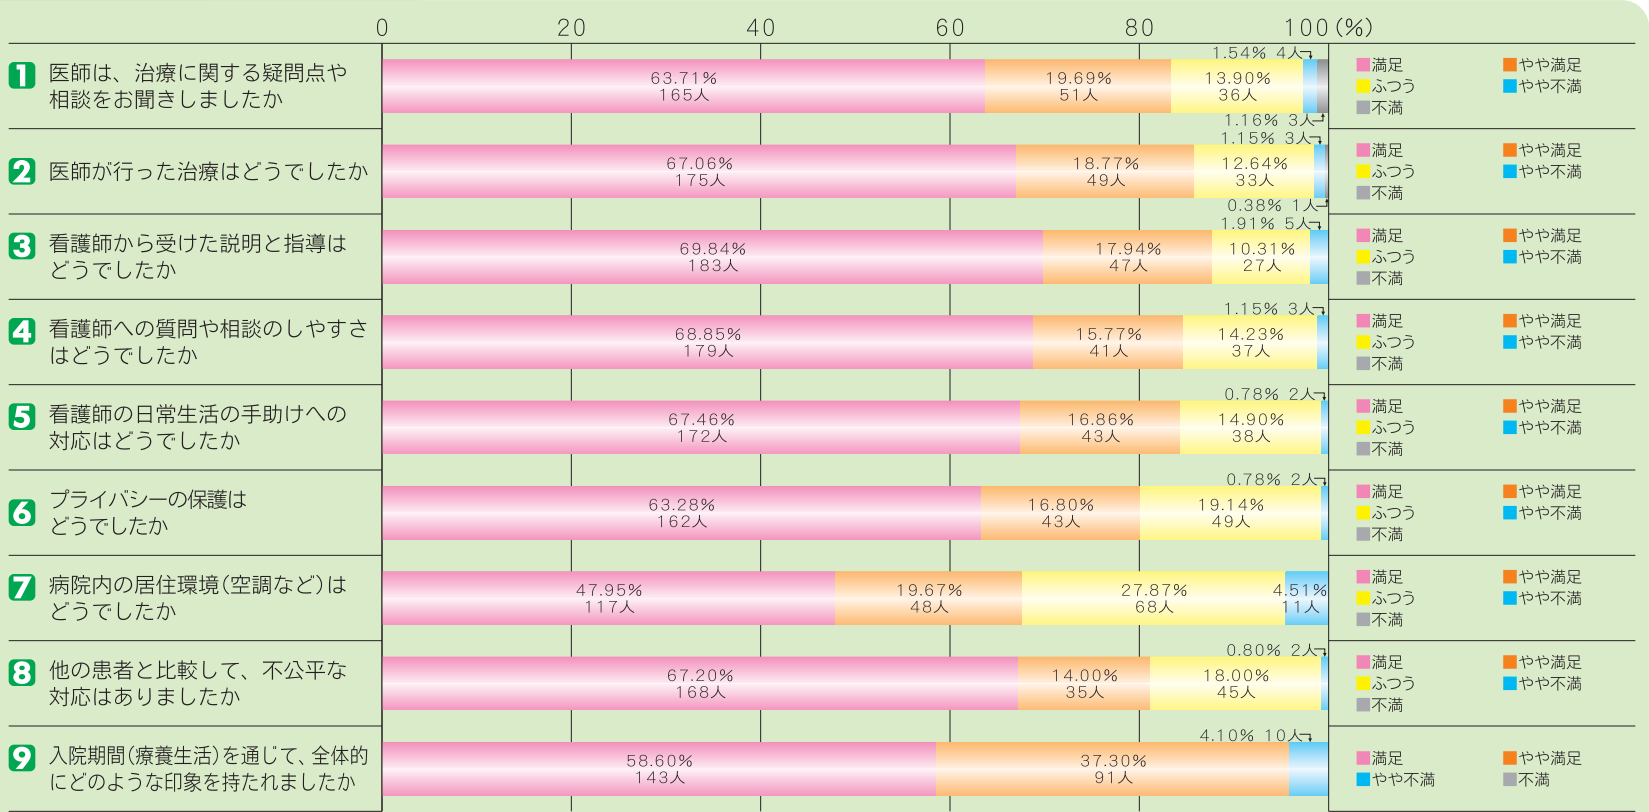 0 20 40 60 80 100(%)
1 医師は、治療に関する疑問点や
相談をお聞きしましたか
63.71%
165人
19.69%
51人
13.90%
36人
1.54% 4人
1.16% 3人
満足 やや満足
ふつう やや不満
不満
2 医師が行った治療はどうでしたか
67.06%
175人
18.77%
49人
12.64%
33人
1.15% 3人
0.38% 1人
満足 やや満足
ふつう やや不満
不満
3 看護師から受けた説明と指導は
どうでしたか
69.84%
183人
17.94%
47人
10.31%
27人
1.91% 5人
満足 やや満足
ふつう やや不満
不満
4 看護師への質問や相談のしやすさ
はどうでしたか
68.85%
179人
15.77%
41人
14.23%
37人
1.15% 3人
満足 やや満足
ふつう やや不満
不満
5 看護師の日常生活の手助けへの
対応はどうでしたか
67.46%
172人
16.86%
43人
14.90%
38人
0.78% 2人
満足 やや満足
ふつう やや不満
不満
6 プライバシーの保護は
どうでしたか
63.28%
162人
16.80%
43人
19.14%
49人
0.78% 2人
満足 やや満足
ふつう やや不満
不満
7 病院内の居住環境(空調など)は
どうでしたか
47.95%
117人
19.67%
48人
27.87%
68人
4.51%
11人
満足 やや満足
ふつう やや不満
不満
8 他の患者と比較して、不公平な
対応はありましたか
67.20%
168人
14.00%
35人
18.00%
45人
0.80% 2人
満足 やや満足
ふつう やや不満
不満
9 入院期間(療養生活)を通じて、全体的
にどのような印象を持たれましたか
58.60%
143人
37.30%
91人
4.10% 10人
満足 やや満足
やや不満 不満